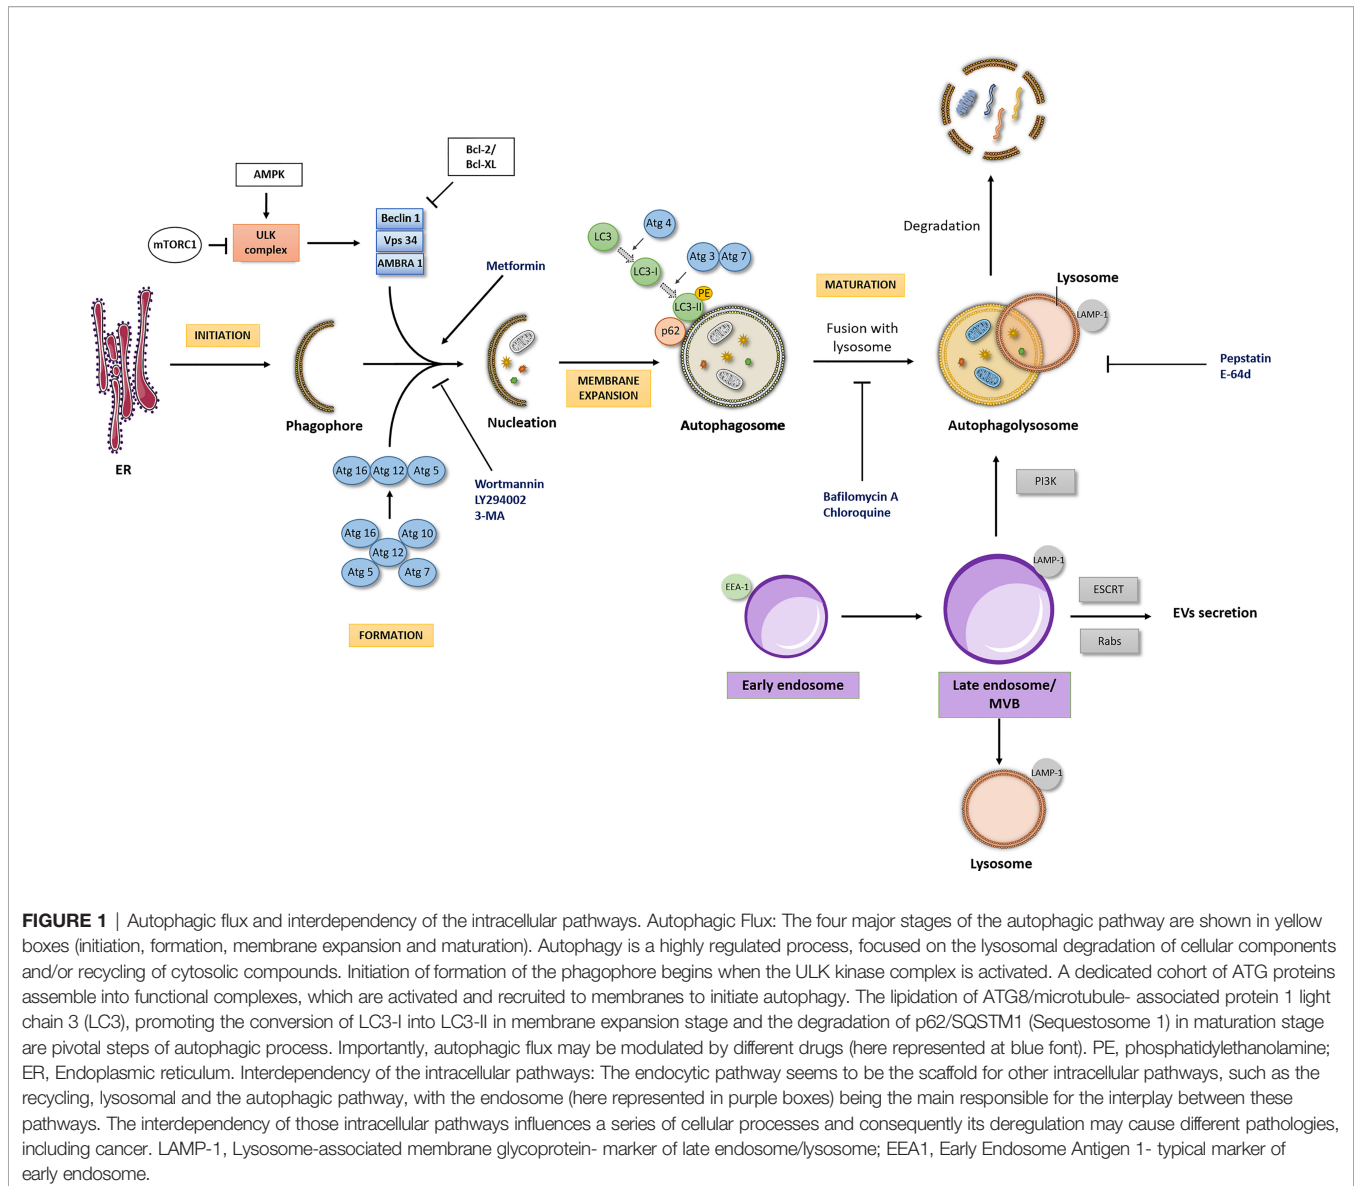 Bcl-2/
Bcl-XL
AMPK
Beclin 1
mTORC1
ULK
complex
Vps 34
AMBRA 1
Metformin
LC3
Atg 4
LC3-I
Atg 3
Atg 7
PE
LC3-II
p62
Degradation
MATURATION
Lysosome
LAMP-1
Fusion with
lysosome
INITIATION
MEMBRANE
EXPANSION
Pepstatin
E-64d
Phagophore
Nucleation
Autophagosome
Autophagolysosome
ER
Atg 16
Atg 12
Atg 5
Wortmannin
LY294002
3-MA
Bafilomycin A
Chloroquine
PI3K
Atg 16
Atg 10
Atg 12
Atg 5
Atg 7
FORMATION
EEA-1
LAMP-1
ESCRT
EVs secretion
Rabs
Early endosome
Late endosome/
MVB
LAMP-1
Lysosome
FIGURE 1 | Autophagic flux and interdependency of the intracellular pathways. Autophagic Flux: The four major stages of the autophagic pathway are shown in yellow
boxes (initiation, formation, membrane expansion and maturation). Autophagy is a highly regulated process, focused on the lysosomal degradation of cellular components
and/or recycling of cytosolic compounds. Initiation of formation of the phagophore begins when the ULK kinase complex is activated. A dedicated cohort of ATG proteins
assemble into functional complexes, which are activated and recruited to membranes to initiate autophagy. The lipidation of ATG8/microtubule- associated protein 1 light
chain 3 (LC3), promoting the conversion of LC3-I into LC3-II in membrane expansion stage and the degradation of p62/SQSTM1 (Sequestosome 1) in maturation stage
are pivotal steps of autophagic process. Importantly, autophagic flux may be modulated by different drugs (here represented at blue font). PE, phosphatidylethanolamine;
ER, Endoplasmic reticulum. Interdependency of the intracellular pathways: The endocytic pathway seems to be the scaffold for other intracellular pathways, such as the
recycling, lysosomal and the autophagic pathway, with the endosome (here represented in purple boxes) being the main responsible for the interplay between these
pathways. The interdependency of those intracellular pathways influences a series of cellular processes and consequently its deregulation may cause different pathologies,
including cancer. LAMP-1, Lysosome-associated membrane glycoprotein- marker of late endosome/lysosome; EEA1, Early Endosome Antigen 1- typical marker of
early endosome.